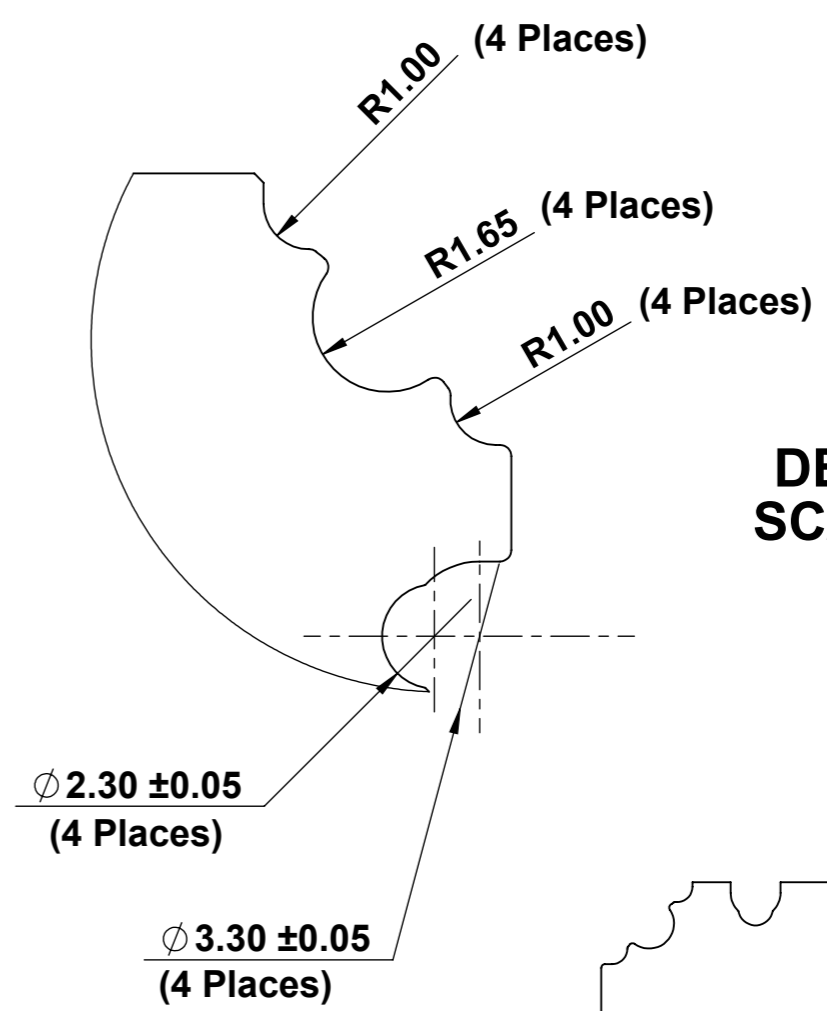 R1.00 (4 Places)
R1.65 (4 Places)
R1.00 (4 Places)
∅ 2.30 ±0.05
(4 Places)
∅ 3.30 ±0.05
(4 Places)